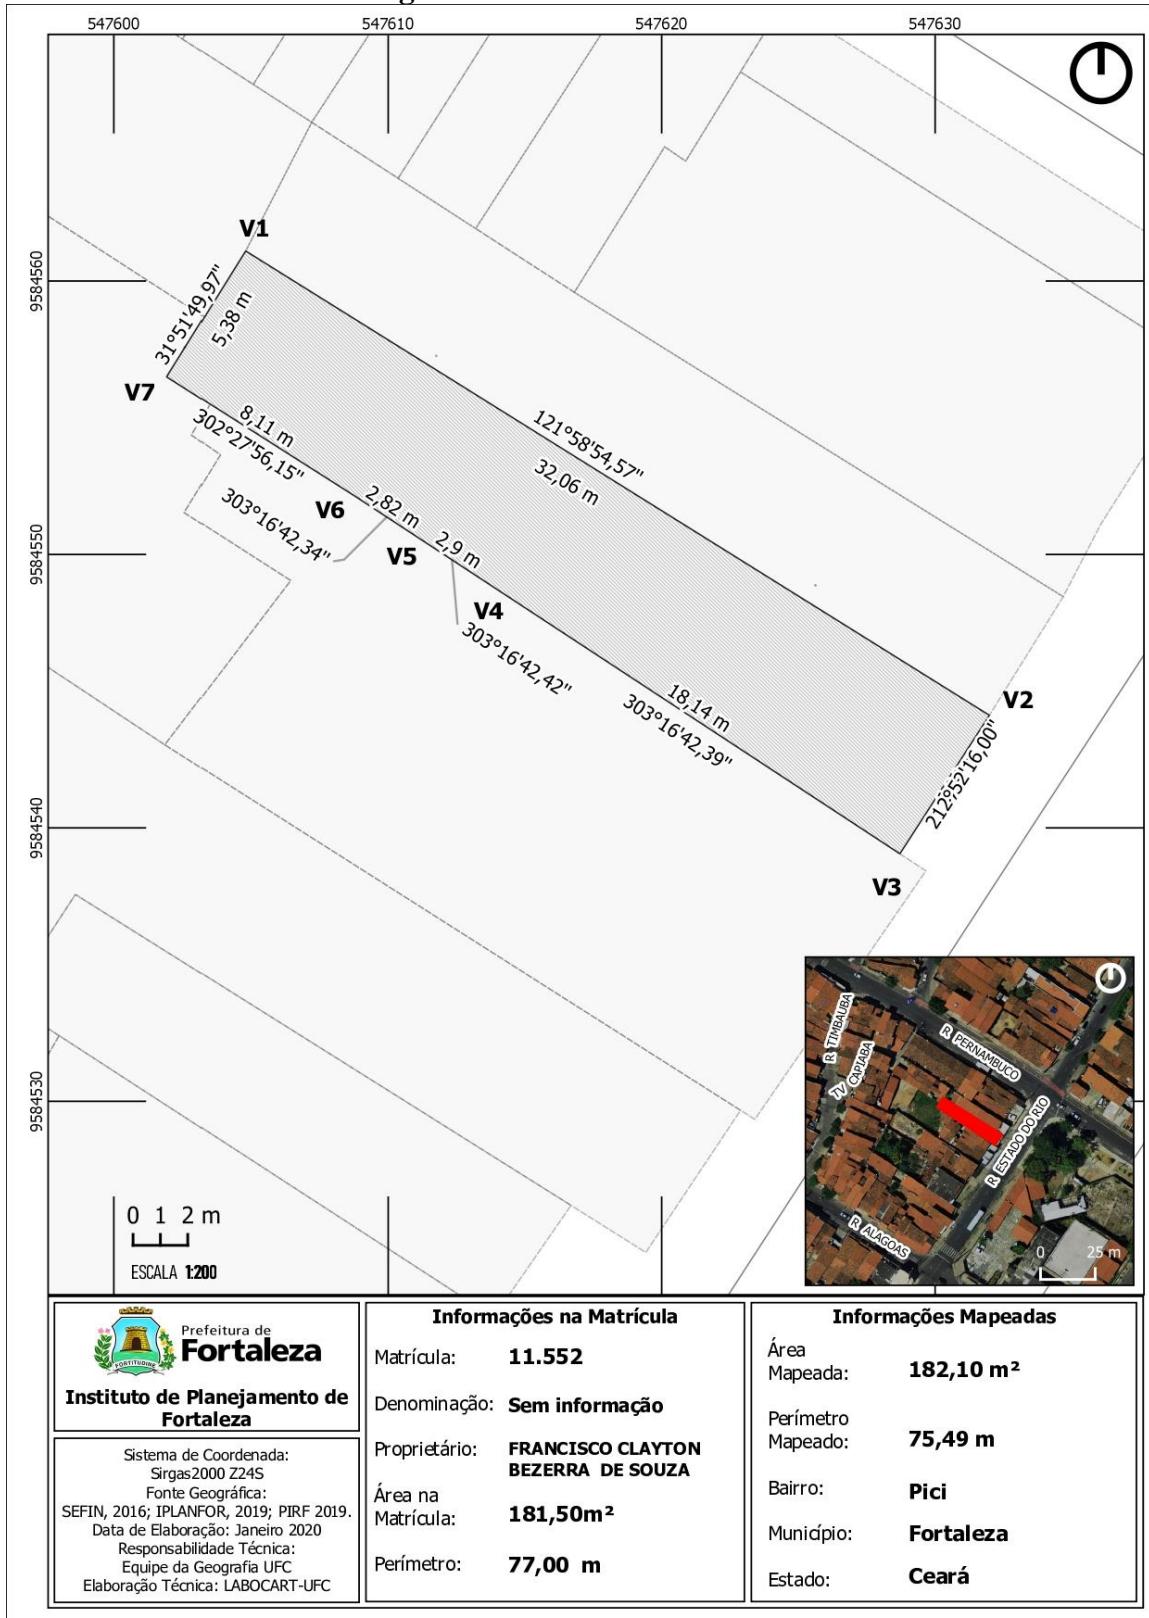 547600
547610
547620
547630
9584560
9584550
9584540
9584530
V1
31°51'49,97"
5,38 m
V7
8,11 m
302°27'56,15"
121°58'54,57"
32,06 m
V6
2,82 m
303°16'42,34"
V5
2,9 m
V4
303°16'42,42"
18,14 m
303°16'42,39"
V2
212°52'16,00"
V3
R. TIMBAUBA
TV CAPIABA
R PERNAMBUCO
R ESTADO DO RIO
R ALAGOAS
0 25 m
0 1 2 m
ESCALA 1:200
Prefeitura de
Fortaleza
FORTITUDINE
Instituto de Planejamento de
Fortaleza
Sistema de Coordenada:
Sirgas2000 Z24S
Fonte Geográfica:
SEFIN, 2016; IPLANFOR, 2019; PIRF 2019.
Data de Elaboração: Janeiro 2020
Responsabilidade Técnica:
Equipe da Geografia UFC
Elaboração Técnica: LABOCART-UFC
Informações na Matrícula
Matrícula: 11.552
Denominação: Sem informação
Proprietário: FRANCISCO CLAYTON
BEZERRA DE SOUZA
Área na
Matrícula: 181,50m²
Perímetro: 77,00 m
Informações Mapeadas
Área
Mapeada: 182,10 m²
Perímetro
Mapeado: 75,49 m
Bairro: Pici
Município: Fortaleza
Estado: Ceará